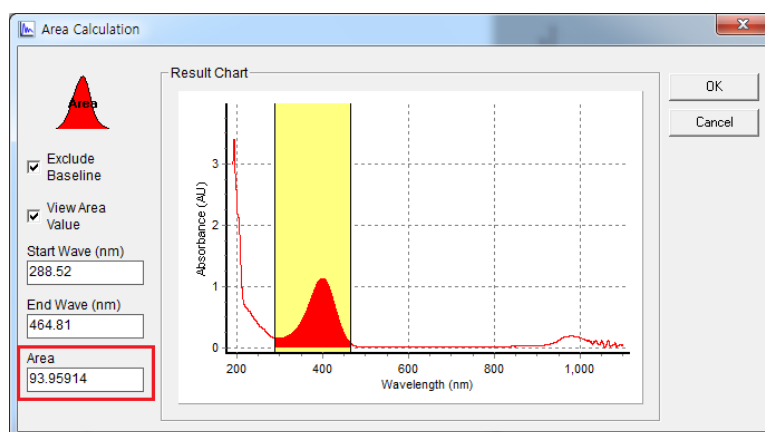 Area Calculation
x
Area
Exclude
Baseline
View Area
Value
Start Wave (nm)
288.52
End Wave (nm)
464.81
Area
93.95914
Result Chart
Absorbance (AU)
3
2
1
0
200 400 600 800 1,000
Wavelength (nm)
OK
Cancel